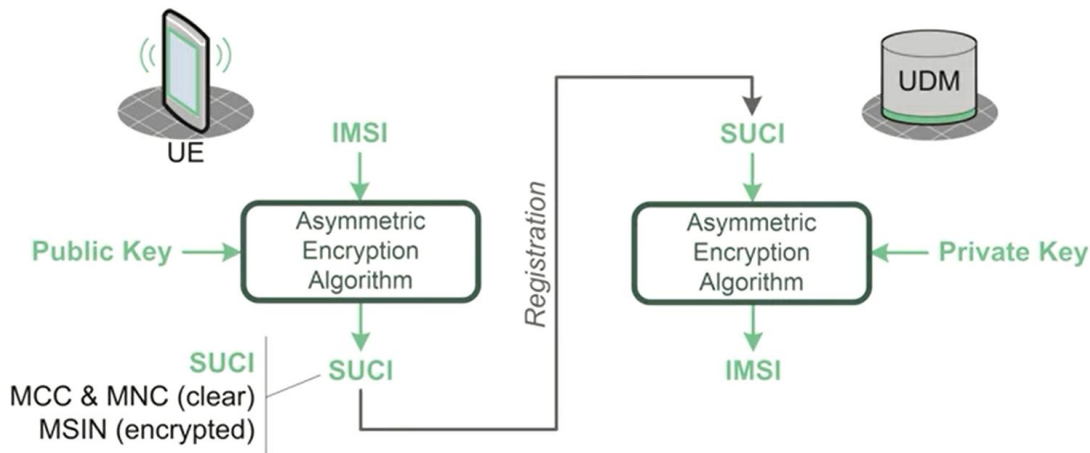 UE
UDM
IMSI
SUCI
Asymmetric
Encryption
Algorithm
Public Key
Registration
Asymmetric
Encryption
Algorithm
Private Key
SUCI
MCC & MNC (clear)
MSIN (encrypted)
SUCI
IMSI